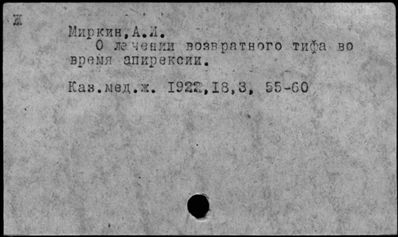 Ж
Миркин,А.Л.
О лечении возвратного тифа во
время апирексии.
Каз.мед.ж. 1922,18,3, 55-60